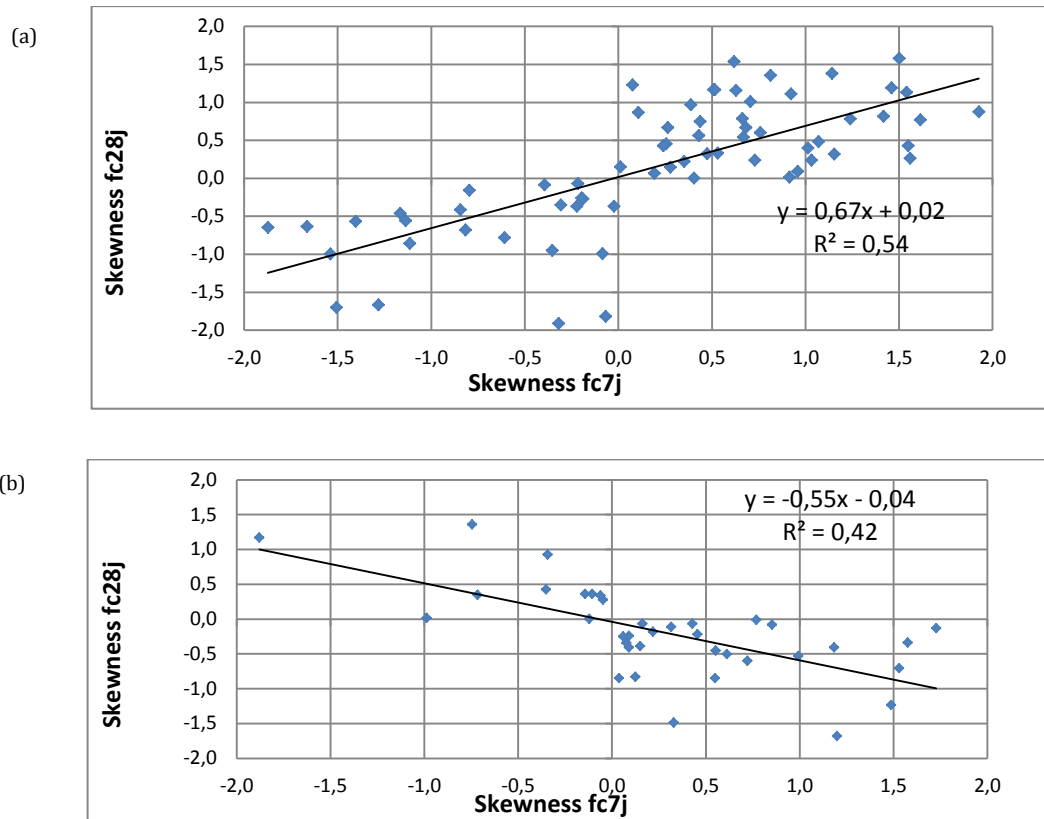 (a)
2,0
1,5
1,0
0,5
0,0
-0,5
-1,0
-1,5
-2,0
Skewness fc28j
y = 0,67x + 0,02
R² = 0,54
-2,0 -1,5 -1,0 -0,5 0,0 0,5 1,0 1,5 2,0
Skewness fc7j
(b)
2,0
1,5
1,0
0,5
0,0
-0,5
-1,0
-1,5
-2,0
Skewness fc28j
y = -0,55x - 0,04
R² = 0,42
-2,0 -1,5 -1,0 -0,5 0,0 0,5 1,0 1,5 2,0
Skewness fc7j